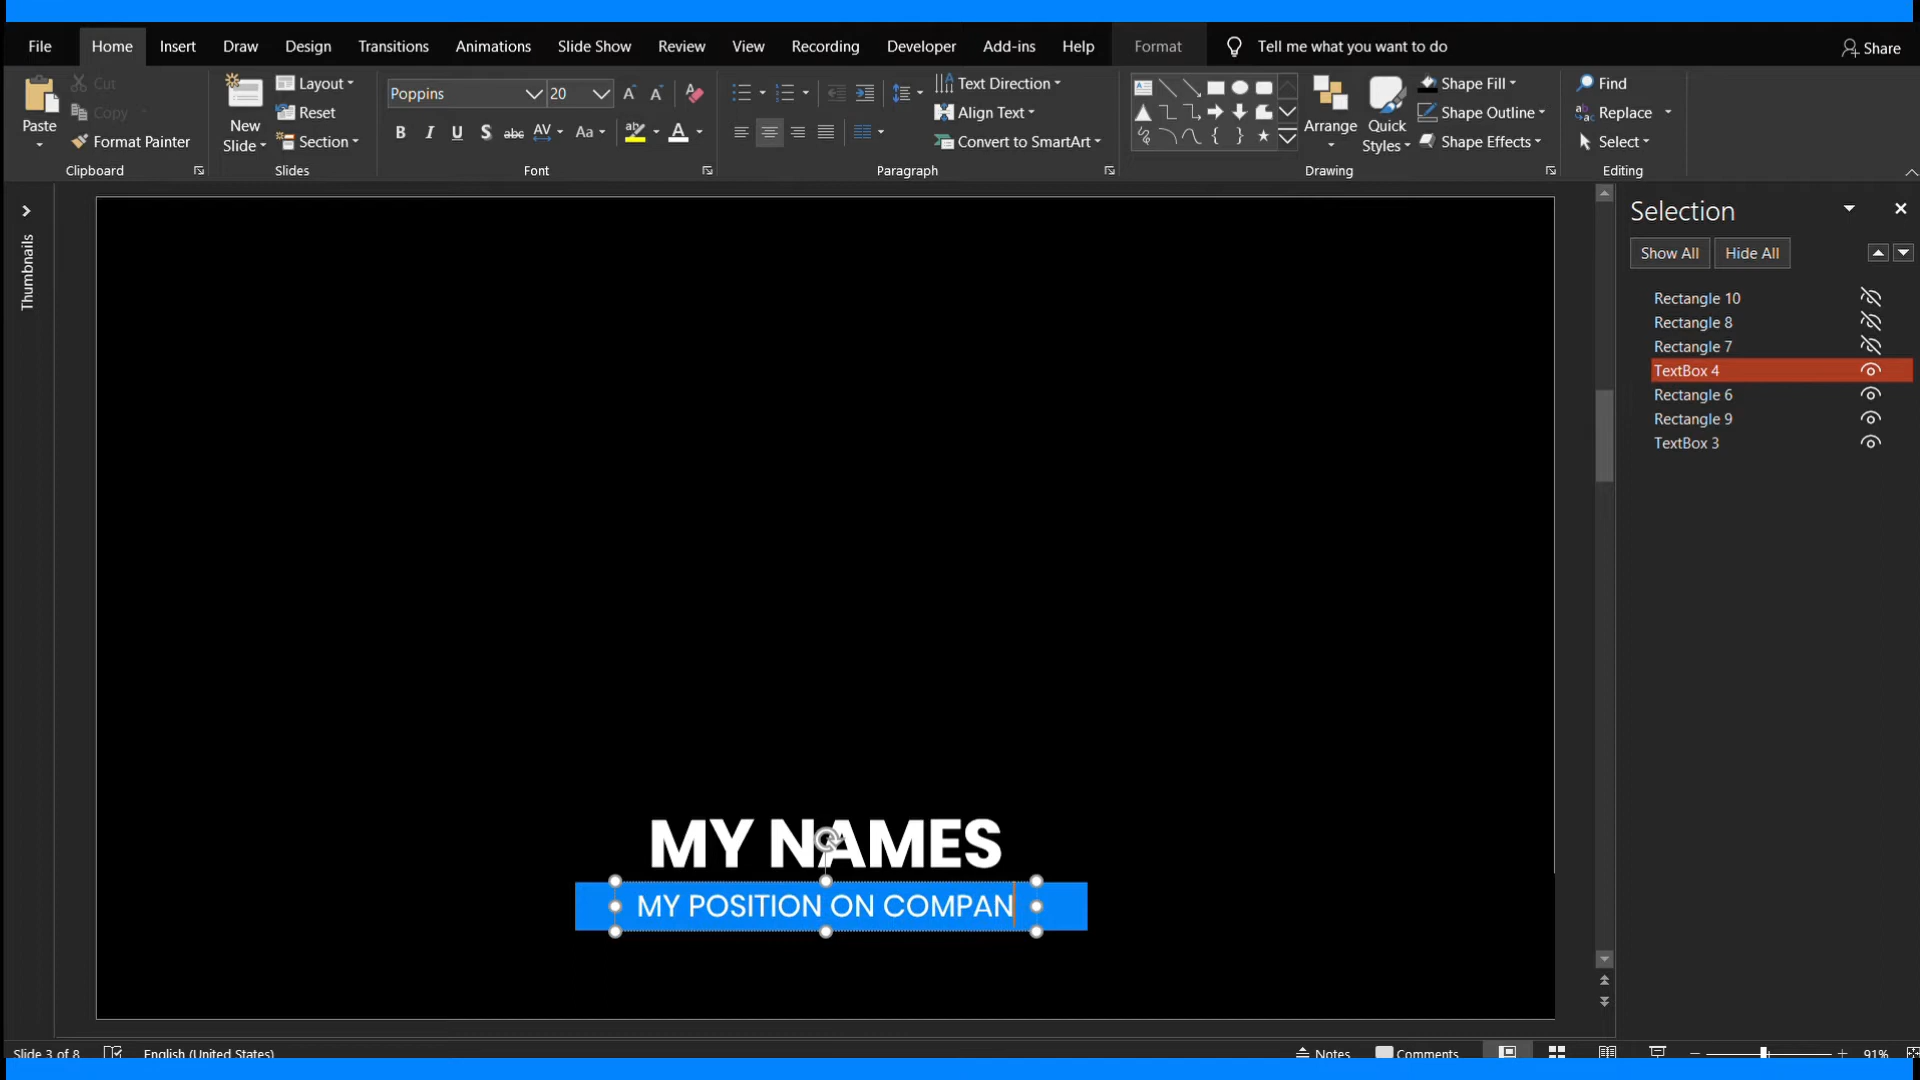 File Home Insert Draw Design Transitions Animations Slide Show Review View Recording Developer Add-ins Help Format Tell me what you want to do Share
Paste
Cut
Copy
Format Painter
Clipboard
New Slide
Layout
Reset
Section
Slides
Poppins 20
B I U S abc AV Aa A
Font
Text Direction
Align Text
Convert to SmartArt
Paragraph
Arrange
Quick Styles
Shape Fill
Shape Outline
Shape Effects
Drawing
Find
Replace
Select
Editing
Thumbnails
Selection
Show All Hide All
Rectangle 10
Rectangle 8
Rectangle 7
TextBox 4
Rectangle 6
Rectangle 9
TextBox 3
MY NAMES
MY POSITION ON COMPAN
Slide 3 of 8 English (United States) Notes Comments 91%